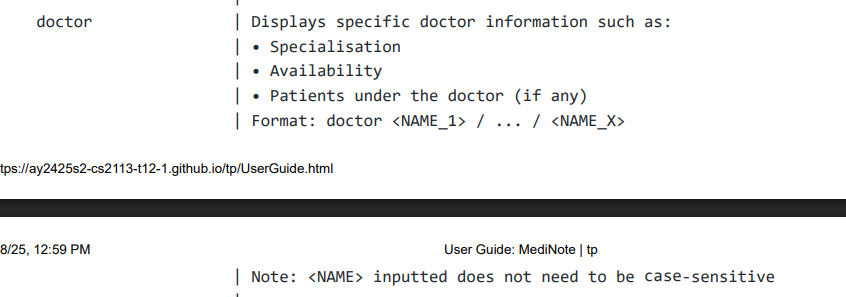 doctor | Displays specific doctor information such as:
| • Specialisation
| • Availability
| • Patients under the doctor (if any)
| Format: doctor <NAME_1> / ... / <NAME_X>
tps://ay2425s2-cs2113-t12-1.github.io/tp/UserGuide.html
8/25, 12:59 PM User Guide: MediNote | tp
| Note: <NAME> inputted does not need to be case-sensitive